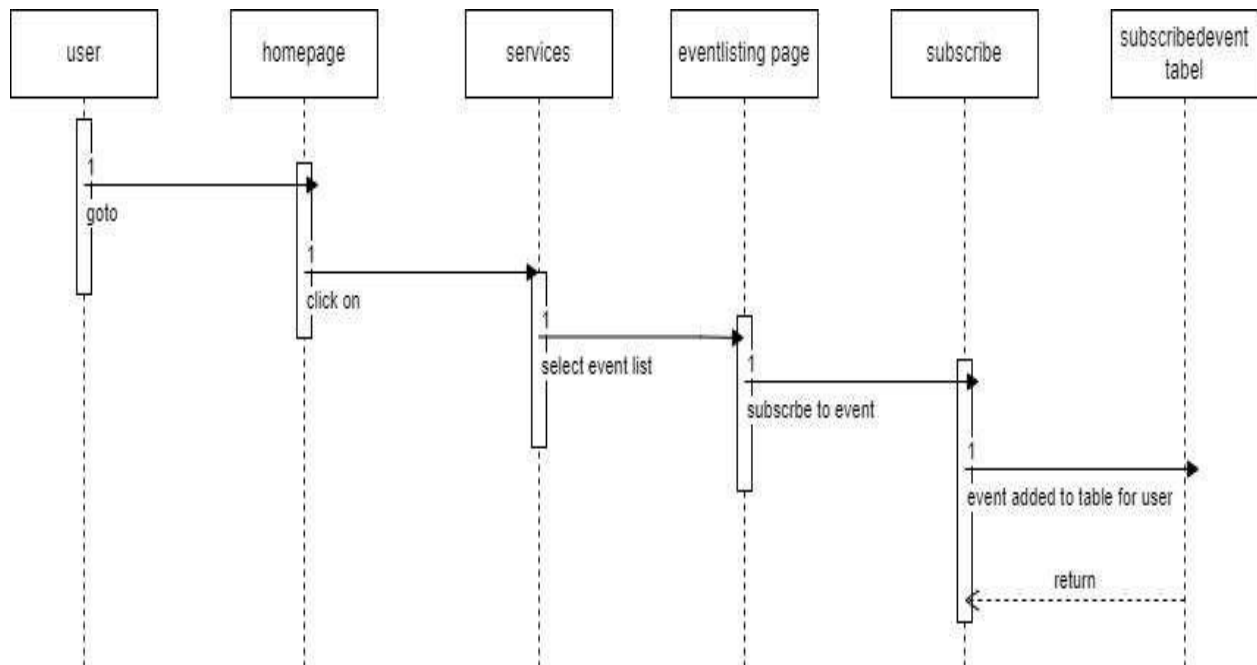 user
homepage
services
eventlisting page
subscribe
subscribedevent
tabel
1
goto
1
click on
1
select event list
1
subscrbe to event
1
event added to table for user
return